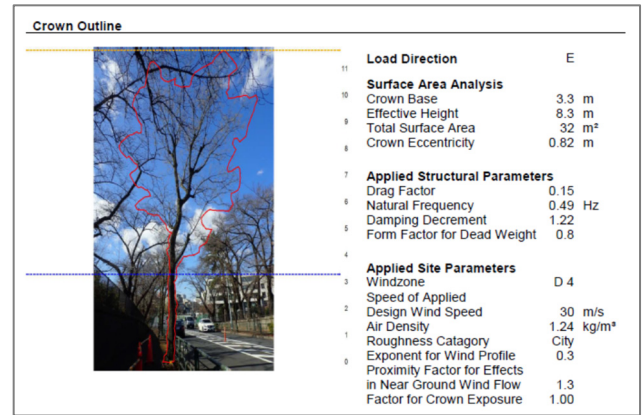 Crown Outline
Load Direction E
Surface Area Analysis
Crown Base 3.3 m
Effective Height 8.3 m
Total Surface Area 32 m²
Crown Eccentricity 0.82 m
Applied Structural Parameters
Drag Factor 0.15
Natural Frequency 0.49 Hz
Damping Decrement 1.22
Form Factor for Dead Weight 0.8
Applied Site Parameters
Windzone D 4
Speed of Applied
Design Wind Speed 30 m/s
Air Density 1.24 kg/m³
Roughness Catagory City
Exponent for Wind Profile 0.3
Proximity Factor for Effects
in Near Ground Wind Flow 1.3
Factor for Crown Exposure 1.00
11
10
9
8
7
6
5
4
3
2
1
0